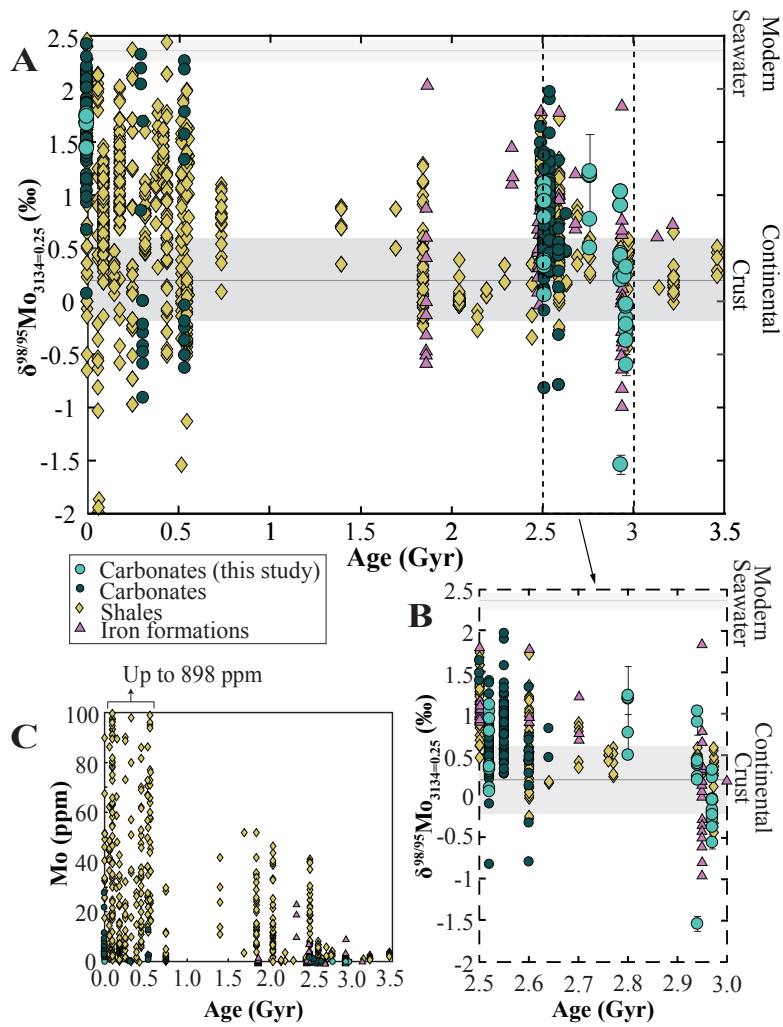 A
2.5
2
1.5
1
0.5
0
-0.5
-1
-1.5
-2
δ98/95Mo3134=0.25 (‰)
0
0.5
1
1.5
2
2.5
3
3.5
Age (Gyr)
Modern
Seawater
Continental
Crust
Carbonates (this study)
Carbonates
Shales
Iron formations
B
2.5
2
1.5
1
0.5
0
-0.5
-1
-1.5
-2
δ98/95Mo3134=0.25 (‰)
2.5
2.6
2.7
2.8
2.9
3.0
Age (Gyr)
Modern
Seawater
Continental
Crust
Up to 898 ppm
C
100
80
60
40
20
0
Mo (ppm)
0.0
0.5
1.0
1.5
2.0
2.5
3.0
3.5
Age (Gyr)